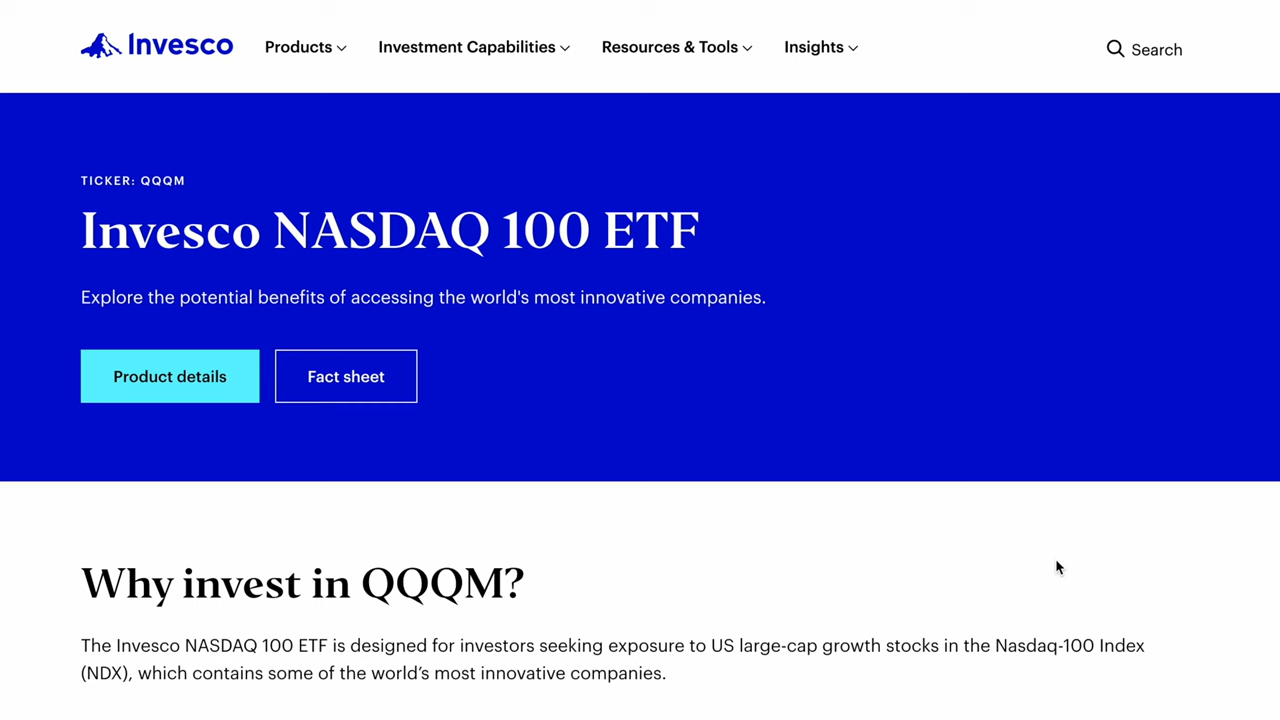 Invesco Products Investment Capabilities Resources & Tools Insights Search
TICKER: QQQM
Invesco NASDAQ 100 ETF
Explore the potential benefits of accessing the world's most innovative companies.
Product details Fact sheet
Why invest in QQQM?
The Invesco NASDAQ 100 ETF is designed for investors seeking exposure to US large-cap growth stocks in the Nasdaq-100 Index
(NDX), which contains some of the world’s most innovative companies.